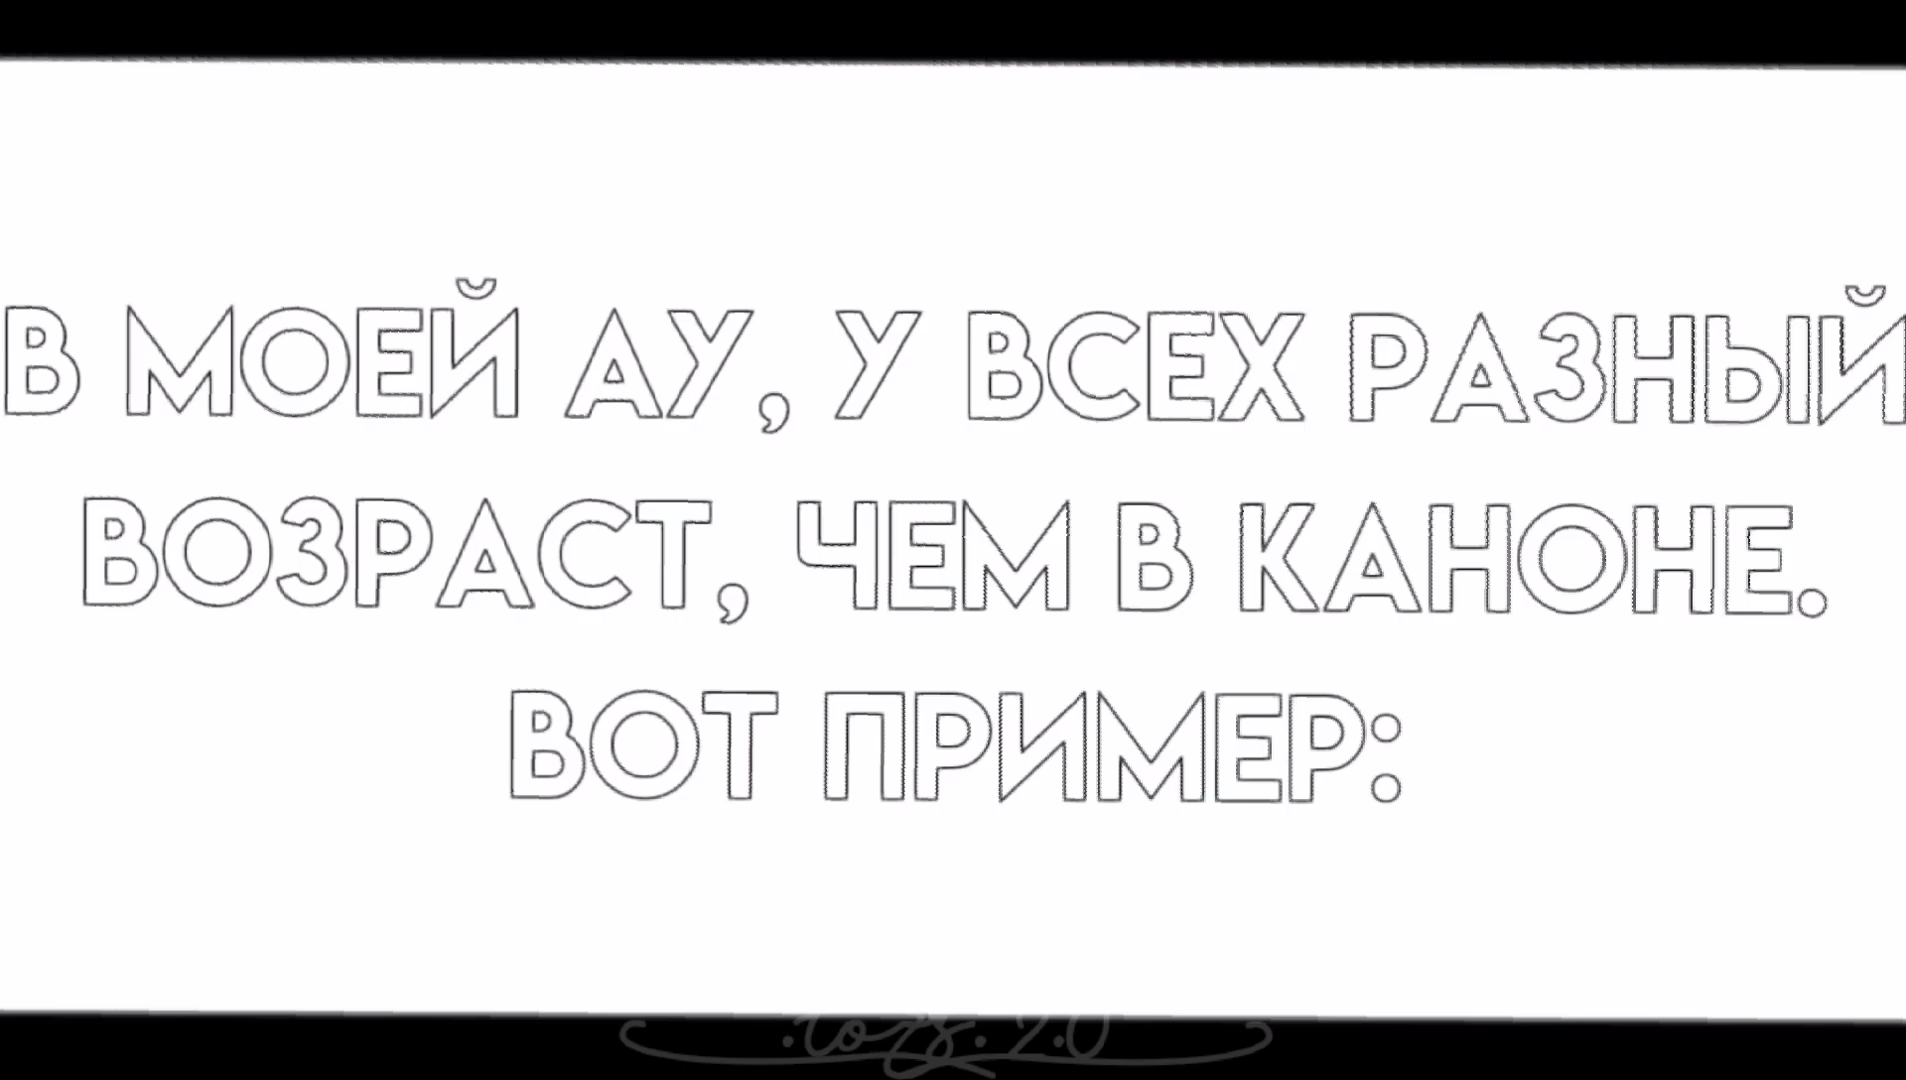 В МОЕЙ АУ, У ВСЕХ РАЗНЫЙ
ВОЗРАСТ, ЧЕМ В КАНОНЕ.
ВОТ ПРИМЕР: